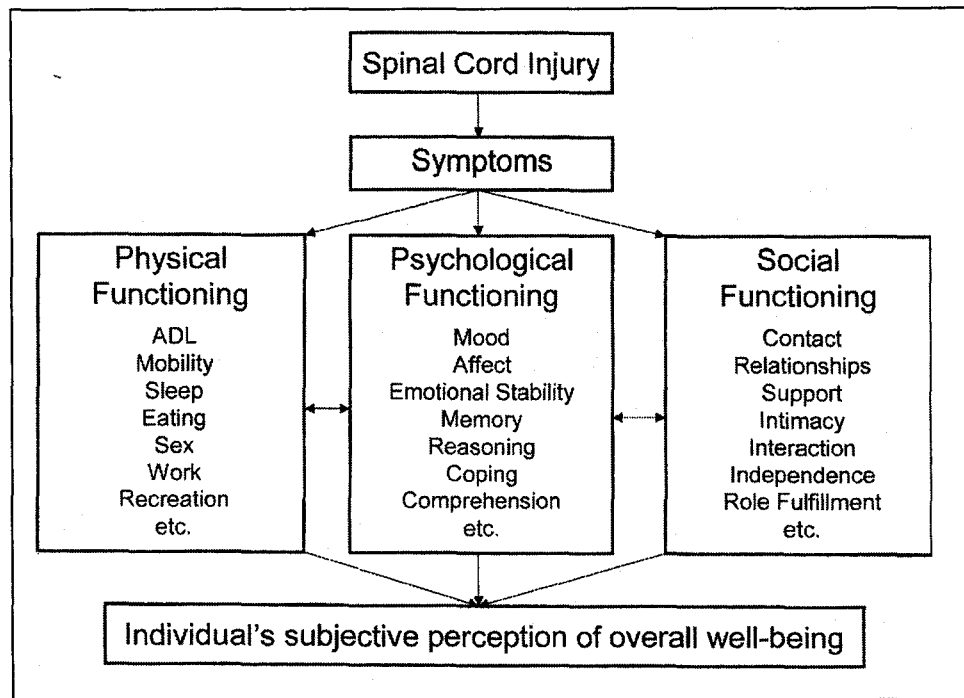 Spinal Cord Injury
Symptoms
Physical
Functioning
ADL
Mobility
Sleep
Eating
Sex
Work
Recreation
etc.
Psychological
Functioning
Mood
Affect
Emotional Stability
Memory
Reasoning
Coping
Comprehension
etc.
Social
Functioning
Contact
Relationships
Support
Intimacy
Interaction
Independence
Role Fulfillment
etc.
Individual's subjective perception of overall well-being